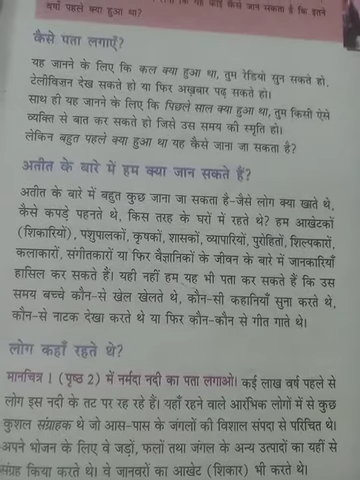 कोई कैसे जान सकता है कि इतने
वर्षों पहले क्या हुआ था?
कैसे पता लगाएँ?
यह जानने के लिए कि कल क्या हुआ था, तुम रेडियो सुन सकते हो,
टेलीविज़न देख सकते हो या फिर अख़बार पढ़ सकते हो।
साथ ही यह जानने के लिए कि पिछले साल क्या हुआ था, तुम किसी ऐसे
व्यक्ति से बात कर सकते हो जिसे उस समय की स्मृति हो।
लेकिन बहुत पहले क्या हुआ था यह कैसे जाना जा सकता है?
अतीत के बारे में हम क्या जान सकते हैं?
अतीत के बारे में बहुत कुछ जाना जा सकता है-जैसे लोग क्या खाते थे,
कैसे कपड़े पहनते थे, किस तरह के घरों में रहते थे? हम आखेटकों
(शिकारियों), पशुपालकों, कृषकों, शासकों, व्यापारियों, पुरोहितों, शिल्पकारों,
कलाकारों, संगीतकारों या फिर वैज्ञानिकों के जीवन के बारे में जानकारियाँ
हासिल कर सकते हैं। यही नहीं हम यह भी पता कर सकते हैं कि उस
समय बच्चे कौन-से खेल खेलते थे, कौन-सी कहानियाँ सुना करते थे,
कौन-से नाटक देखा करते थे या फिर कौन-कौन से गीत गाते थे।
लोग कहाँ रहते थे?
मानचित्र 1 (पृष्ठ 2) में नर्मदा नदी का पता लगाओ। कई लाख वर्ष पहले से
लोग इस नदी के तट पर रह रहे हैं। यहाँ रहने वाले आरंभिक लोगों में से कुछ
कुशल संग्राहक थे जो आस-पास के जंगलों की विशाल संपदा से परिचित थे।
अपने भोजन के लिए वे जड़ों, फलों तथा जंगल के अन्य उत्पादों का यहीं से
संग्रह किया करते थे। वे जानवरों का आखेट (शिकार) भी करते थे।